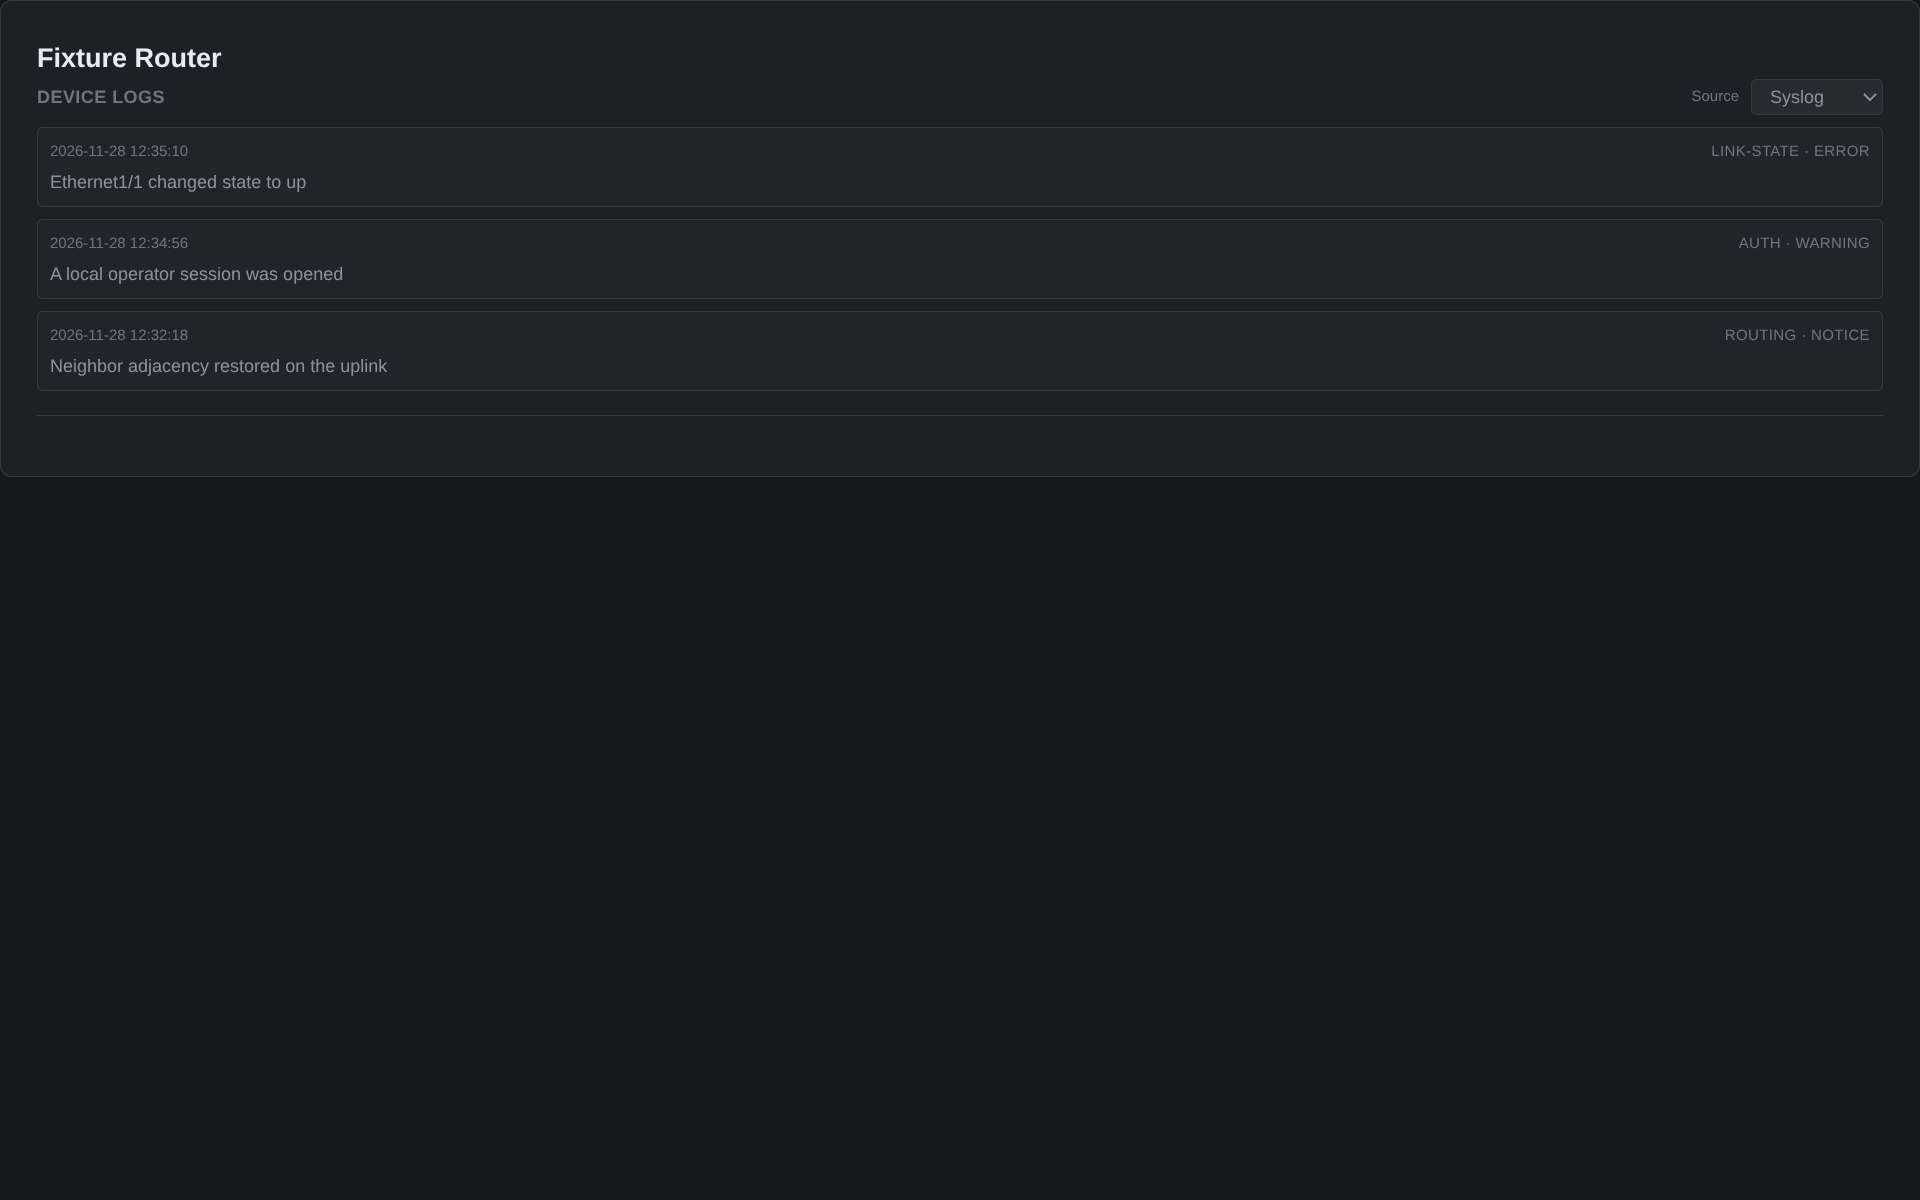 Fixture Router
DEVICE LOGS
Source Syslog
2026-11-28 12:35:10 LINK-STATE · ERROR
Ethernet1/1 changed state to up
2026-11-28 12:34:56 AUTH · WARNING
A local operator session was opened
2026-11-28 12:32:18 ROUTING · NOTICE
Neighbor adjacency restored on the uplink